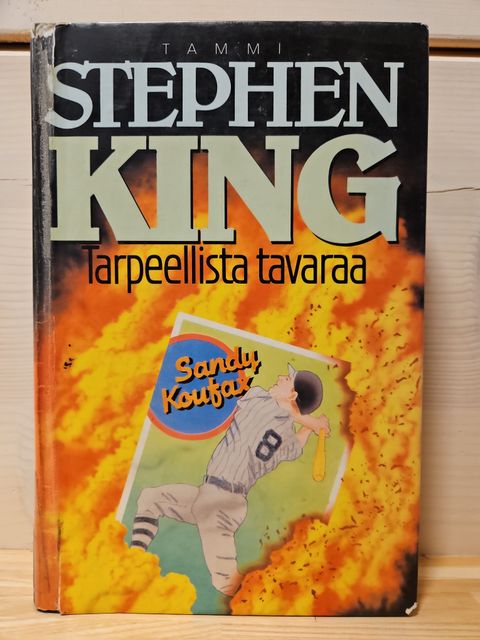 TAMMI
STEPHEN
KING
Tarpeellista tavaraa
Sandy
Koufax
8